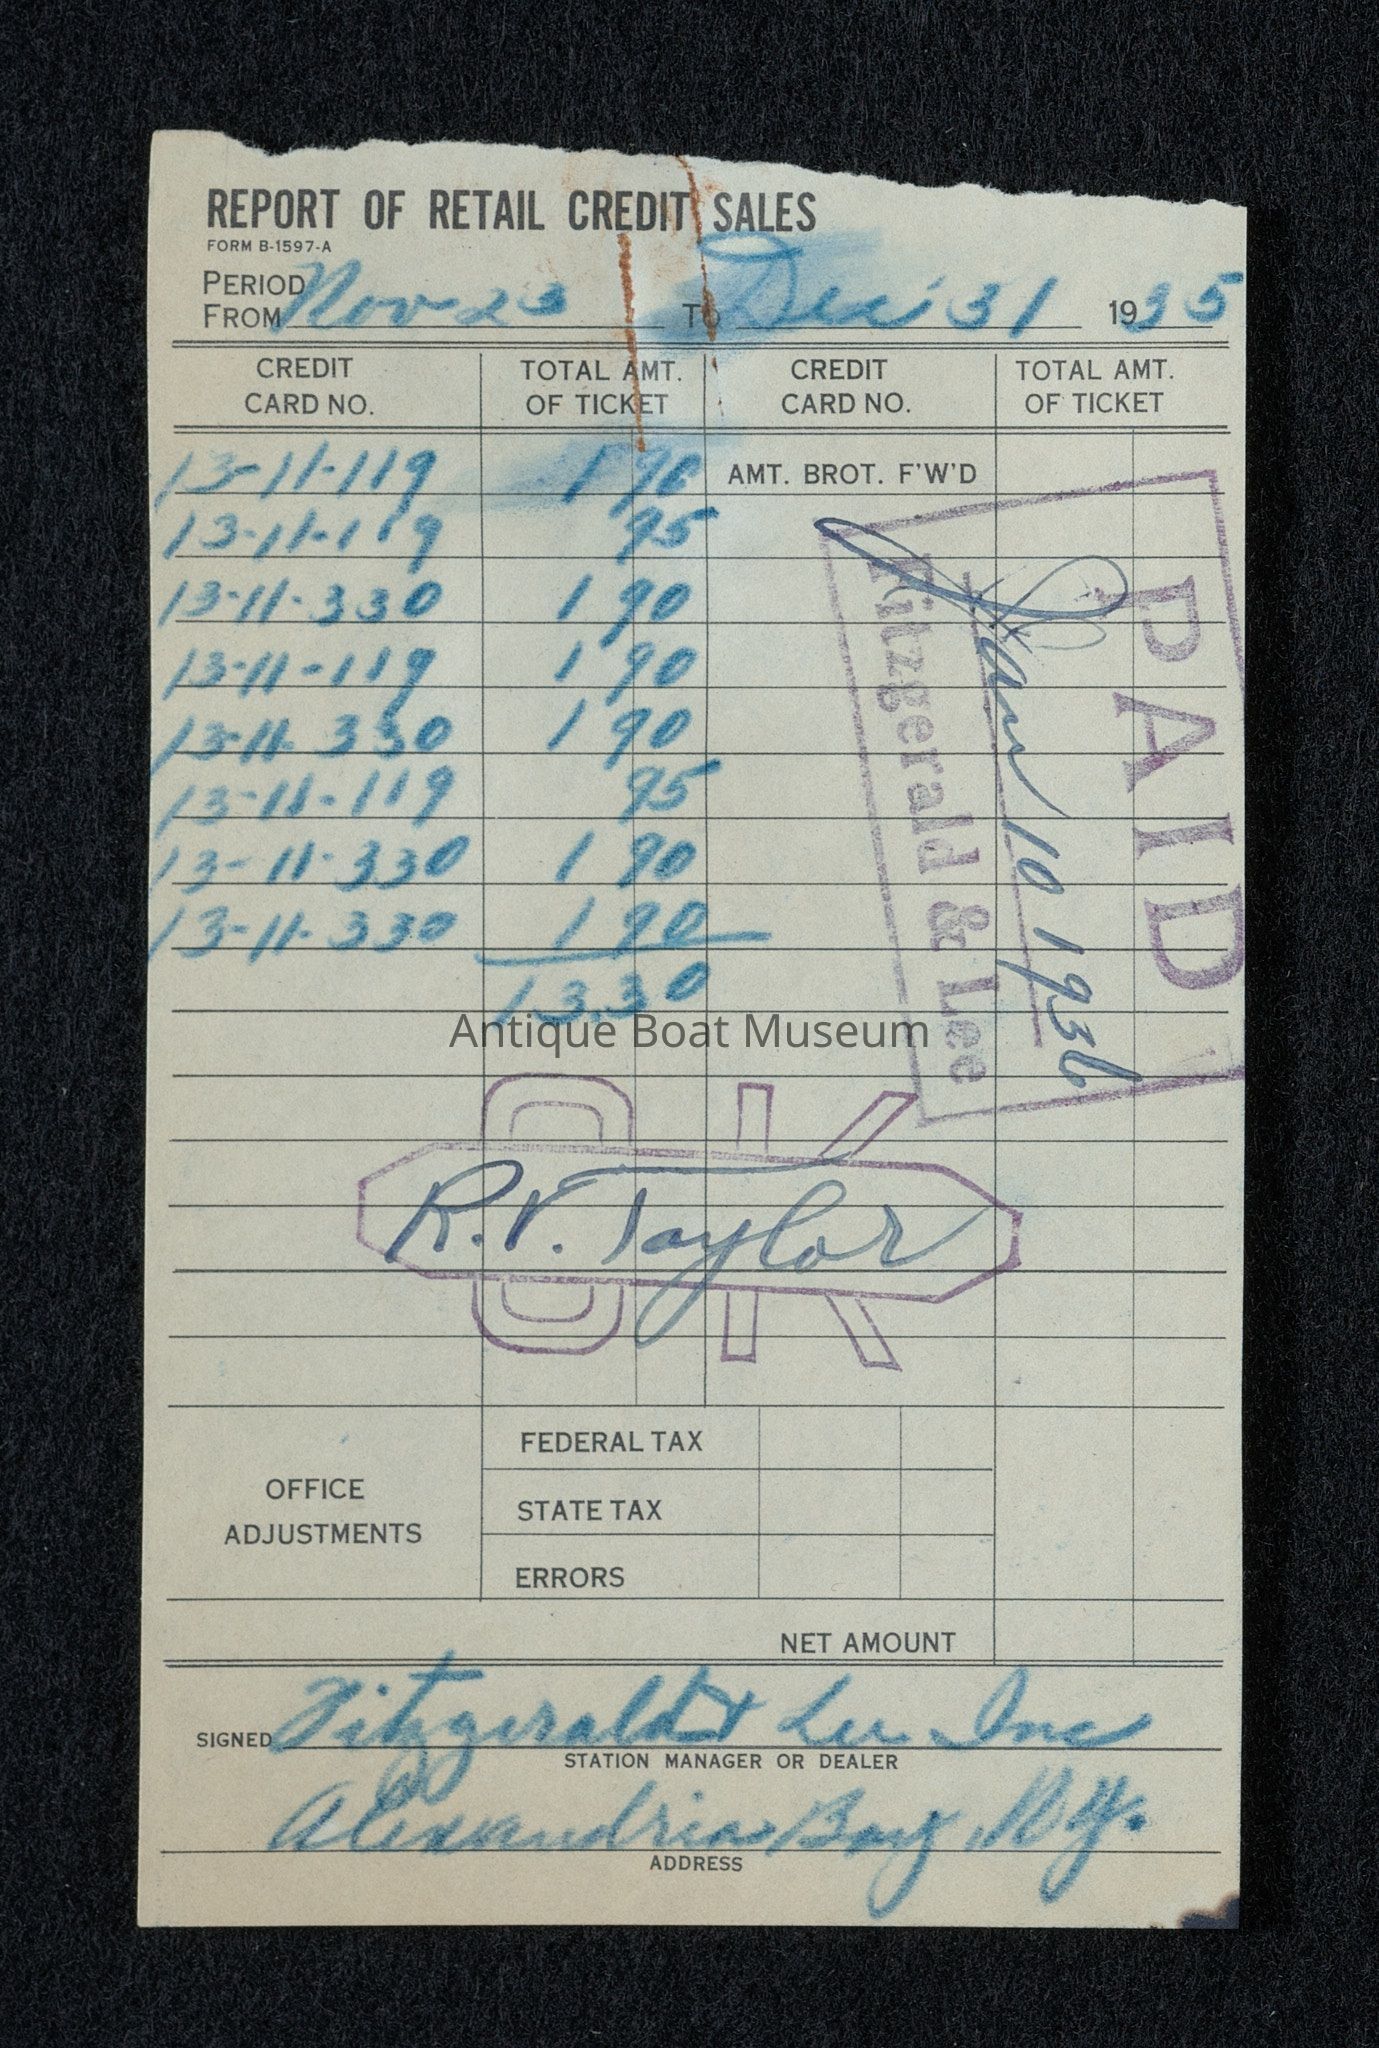 REPORT OF RETAIL CREDIT SALES
FORM B-1597-A
PERIOD
FROM Nov 23 TO Dec 31 1935
CREDIT CARD NO. TOTAL AMT. OF TICKET CREDIT CARD NO. TOTAL AMT. OF TICKET
13-11-119 1 90 AMT. BROT. F'W'D
13-11-119 95
13-11-330 1 90
13-11-119 1 90
13-11-330 1 90
13-11-119 95
13-11-330 1 90
13-11-330 1 90
13.30
PAID
Jan 10 1936
Fitzgerald & Lee
Antique Boat Museum
OK
R.V. Taylor
OFFICE ADJUSTMENTS
FEDERAL TAX
STATE TAX
ERRORS
NET AMOUNT
SIGNED Fitzgerald & Lee Inc
STATION MANAGER OR DEALER
Alexandria Bay, N.Y.
ADDRESS